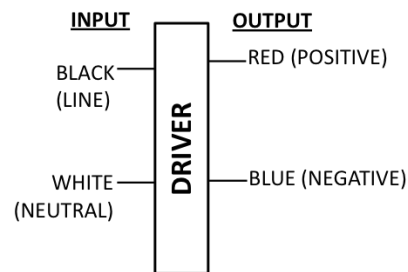 INPUT
OUTPUT
BLACK
(LINE)
RED (POSITIVE)
DRIVER
WHITE
(NEUTRAL)
BLUE (NEGATIVE)